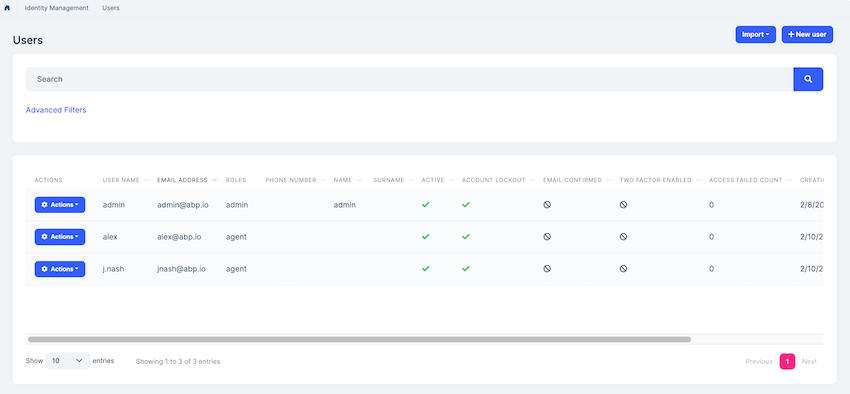 Identity Management Users
Users
Import
+ New user
Search
Advanced Filters
ACTIONS USER NAME EMAIL ADDRESS ROLES PHONE NUMBER NAME SURNAME ACTIVE ACCOUNT LOCKOUT EMAIL CONFIRMED TWO FACTOR ENABLED ACCESS FAILED COUNT CREATI
Actions admin admin@abp.io admin admin 0 2/8/20
Actions alex alex@abp.io agent 0 2/10/2
Actions j.nash jnash@abp.io agent 0 2/10/2
Show 10 entries Showing 1 to 3 of 3 entries Previous 1 Next